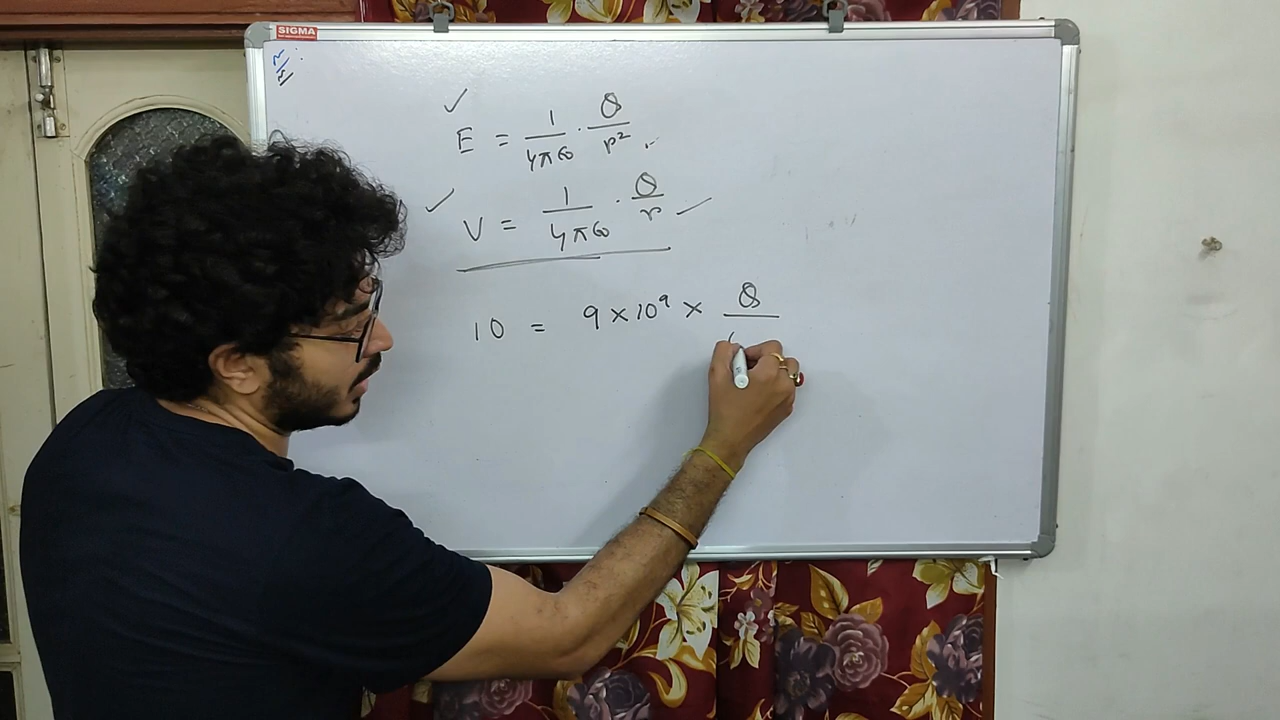 SIGMA
E = 1/4πϵ0 · Q/r²
V = 1/4πϵ0 · Q/r
10 = 9×10⁹ × Q/